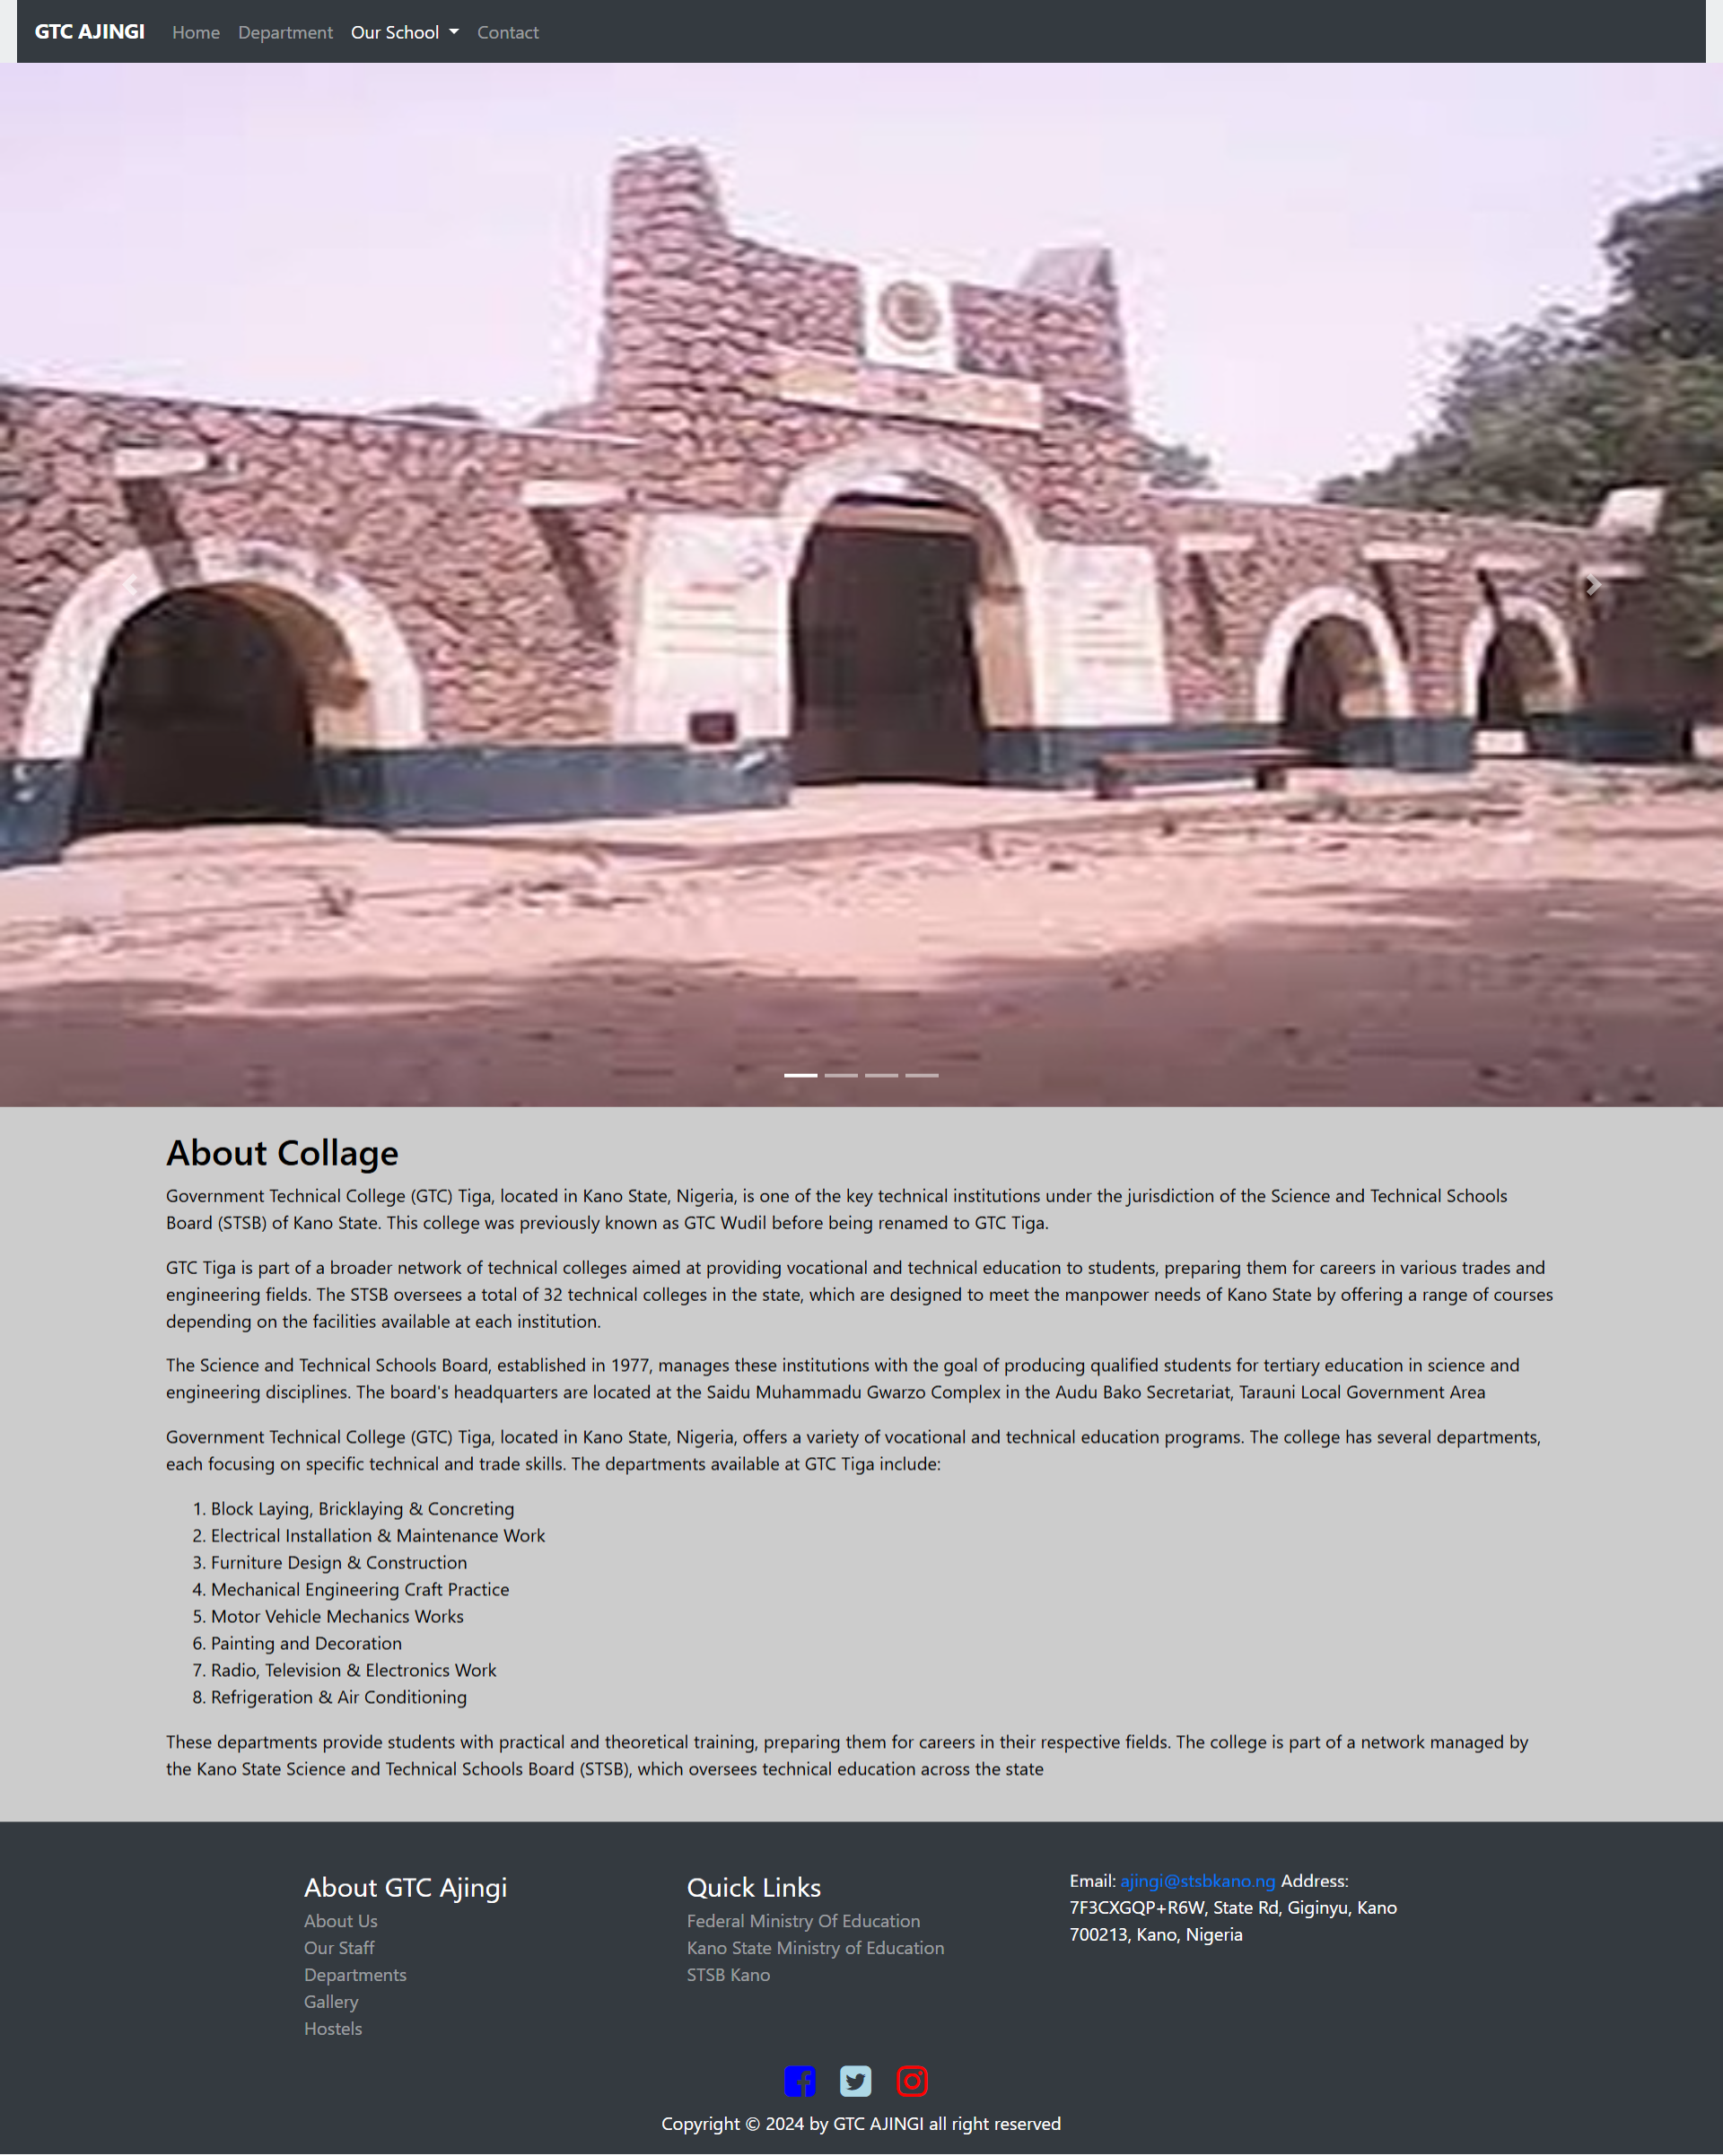 GTC AJINGI Home Department Our School Contact
About Collage
Government Technical College (GTC) Tiga, located in Kano State, Nigeria, is one of the key technical institutions under the jurisdiction of the Science and Technical Schools
Board (STSB) of Kano State. This college was previously known as GTC Wudil before being renamed to GTC Tiga.
GTC Tiga is part of a broader network of technical colleges aimed at providing vocational and technical education to students, preparing them for careers in various trades and
engineering fields. The STSB oversees a total of 32 technical colleges in the state, which are designed to meet the manpower needs of Kano State by offering a range of courses
depending on the facilities available at each institution.
The Science and Technical Schools Board, established in 1977, manages these institutions with the goal of producing qualified students for tertiary education in science and
engineering disciplines. The board's headquarters are located at the Saidu Muhammadu Gwarzo Complex in the Audu Bako Secretariat, Tarauni Local Government Area
Government Technical College (GTC) Tiga, located in Kano State, Nigeria, offers a variety of vocational and technical education programs. The college has several departments,
each focusing on specific technical and trade skills. The departments available at GTC Tiga include:
1. Block Laying, Bricklaying & Concreting
2. Electrical Installation & Maintenance Work
3. Furniture Design & Construction
4. Mechanical Engineering Craft Practice
5. Motor Vehicle Mechanics Works
6. Painting and Decoration
7. Radio, Television & Electronics Work
8. Refrigeration & Air Conditioning
These departments provide students with practical and theoretical training, preparing them for careers in their respective fields. The college is part of a network managed by
the Kano State Science and Technical Schools Board (STSB), which oversees technical education across the state
About GTC Ajingi
About Us
Our Staff
Departments
Gallery
Hostels
Quick Links
Federal Ministry Of Education
Kano State Ministry of Education
STSB Kano
Email: ajingi@stsbkano.ng Address:
7F3CXGQP+R6W, State Rd, Giginyu, Kano
700213, Kano, Nigeria
Copyright © 2024 by GTC AJINGI all right reserved